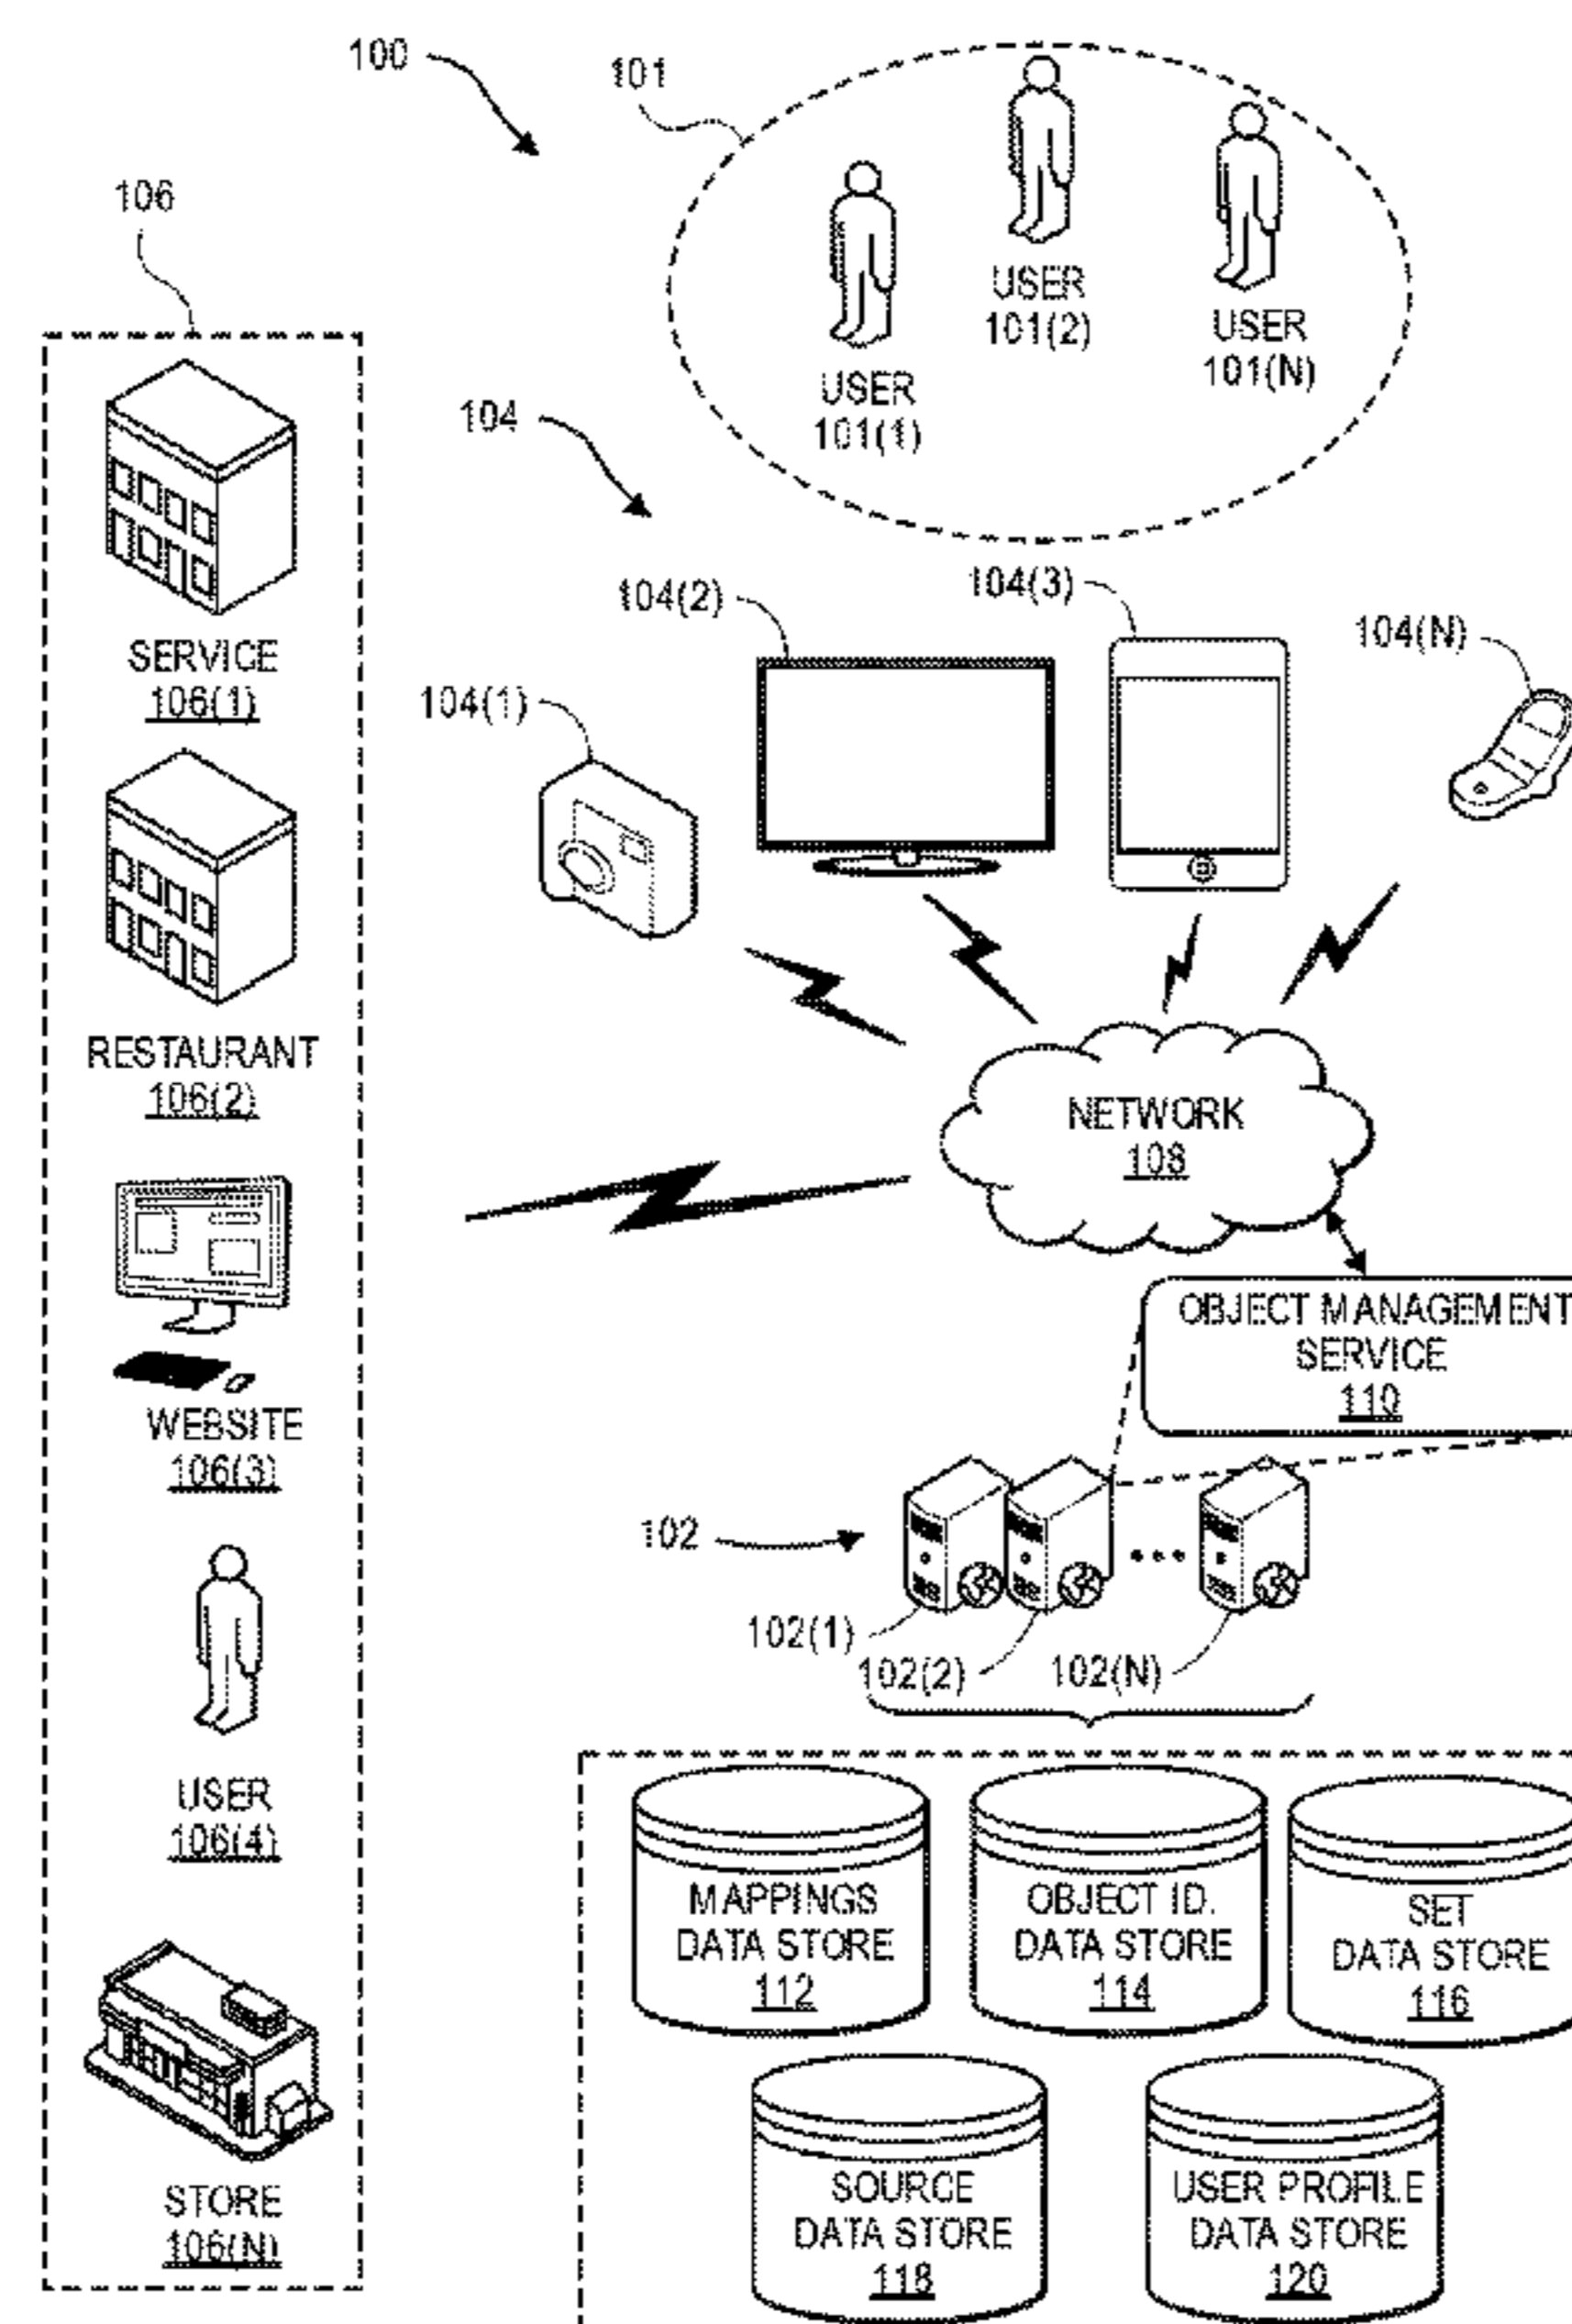 100
101
106
USER
101(2)
USER
101(N)
USER
101(1)
104
104(2)
104(3)
104(N)
104(1)
SERVICE
106(1)
RESTAURANT
106(2)
NETWORK
108
OBJECT MANAGEMENT
SERVICE
110
WEBSITE
106(3)
102
102(1)
102(2)
102(N)
USER
106(4)
MAPPINGS
DATA STORE
112
OBJECT ID.
DATA STORE
114
SET
DATA STORE
116
STORE
106(N)
SOURCE
DATA STORE
118
USER PROFILE
DATA STORE
120